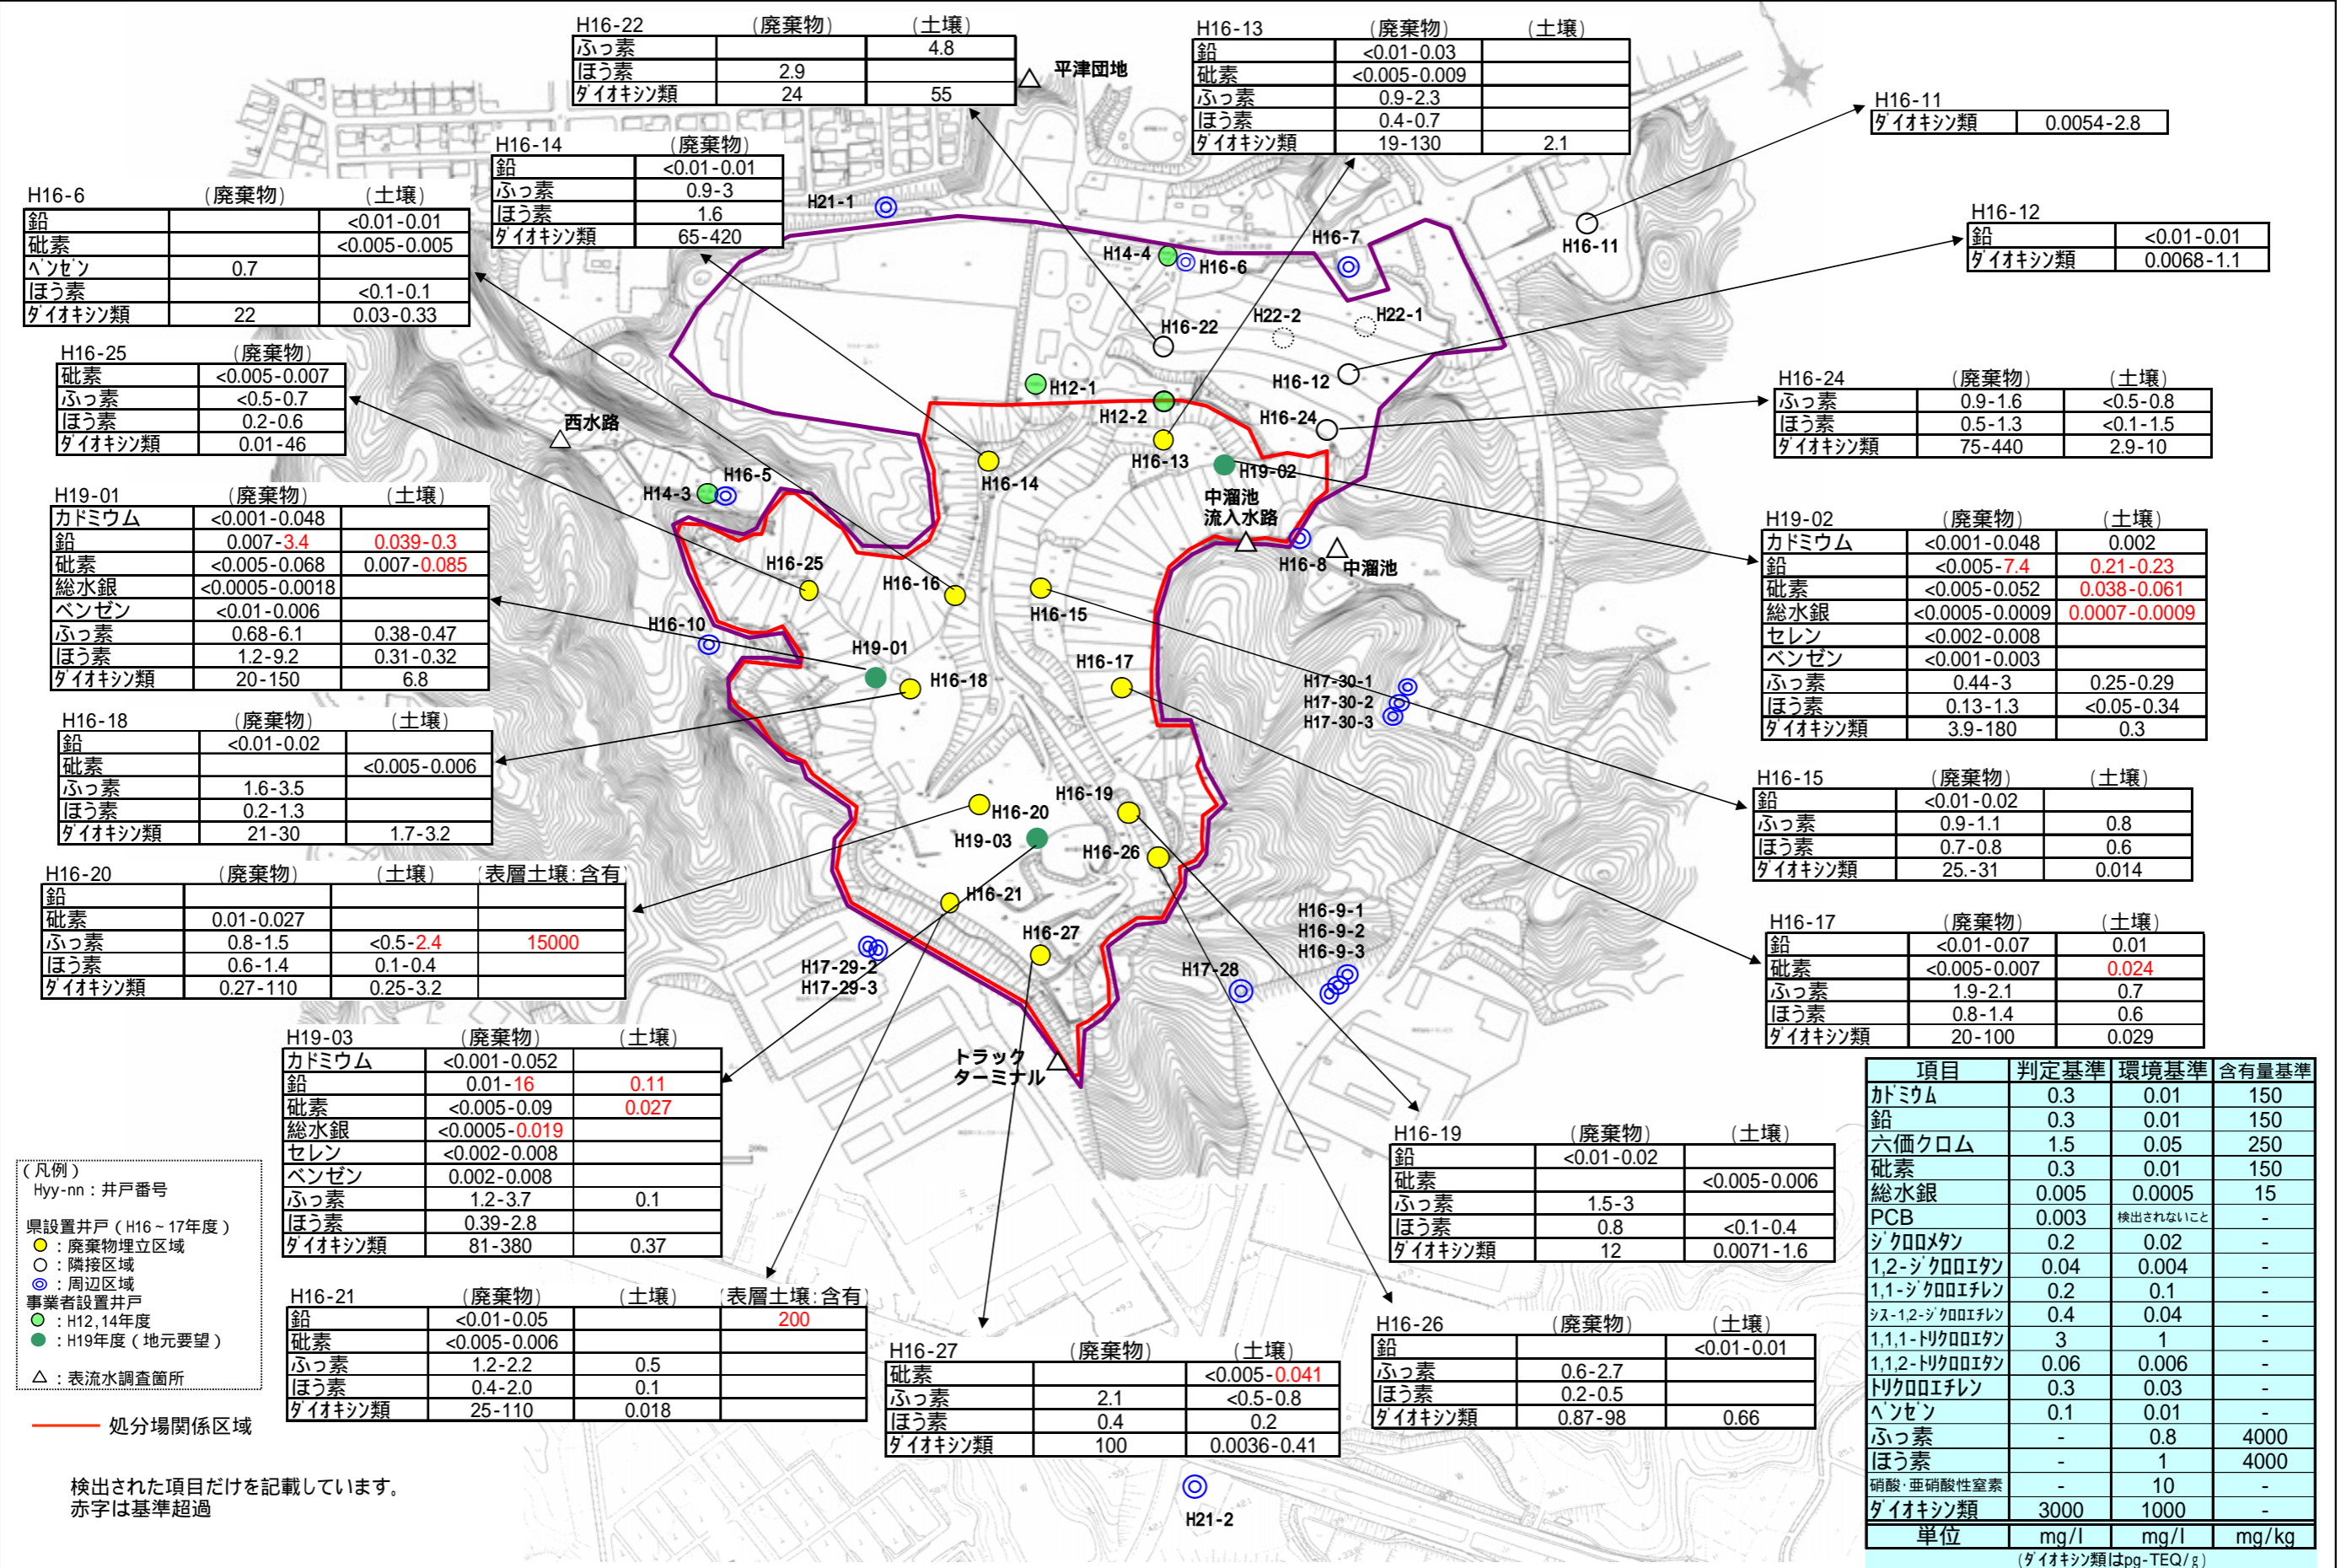 H16-22 (廃棄物) (土壌)
ふっ素 4.8
ほう素 2.9
ダイオキシン類 24 55
平津団地
H16-13 (廃棄物) (土壌)
鉛 <0.01-0.03
砒素 <0.005-0.009
ふっ素 0.9-2.3
ほう素 0.4-0.7
ダイオキシン類 19-130 2.1
H16-11
ダイオキシン類 0.0054-2.8
H16-14 (廃棄物)
鉛 <0.01-0.01
ふっ素 0.9-3
ほう素 1.6
ダイオキシン類 65-420
H16-6 (廃棄物) (土壌)
鉛 <0.01-0.01
砒素 <0.005-0.005
ベンゼン 0.7
ほう素 <0.1-0.1
ダイオキシン類 22 0.03-0.33
H16-12
鉛 <0.01-0.01
ダイオキシン類 0.0068-1.1
H21-1
H14-4
H16-6
H16-7
H16-11
H16-22
H22-2
H22-1
H16-12
H12-1
H12-2
H16-24
H16-13
H19-02
H16-14
西水路
H14-3
H16-5
中溜池
流入水路
H16-8
中溜池
H16-25
H16-16
H16-15
H16-10
H19-01
H16-18
H16-17
H17-30-1
H17-30-2
H17-30-3
H16-20
H16-19
H19-03
H16-26
H16-21
H16-27
H17-29-2
H17-29-3
H16-9-1
H16-9-2
H16-9-3
H17-28
トラック
ターミナル
200m
H21-2
H16-25 (廃棄物)
砒素 <0.005-0.007
ふっ素 <0.5-0.7
ほう素 0.2-0.6
ダイオキシン類 0.01-46
H16-24 (廃棄物) (土壌)
ふっ素 0.9-1.6 <0.5-0.8
ほう素 0.5-1.3 <0.1-1.5
ダイオキシン類 75-440 2.9-10
H19-01 (廃棄物) (土壌)
カドミウム <0.001-0.048
鉛 0.007-3.4 0.039-0.3
砒素 <0.005-0.068 0.007-0.085
総水銀 <0.0005-0.0018
ベンゼン <0.01-0.006
ふっ素 0.68-6.1 0.38-0.47
ほう素 1.2-9.2 0.31-0.32
ダイオキシン類 20-150 6.8
H19-02 (廃棄物) (土壌)
カドミウム <0.001-0.048 0.002
鉛 <0.005-7.4 0.21-0.23
砒素 <0.005-0.052 0.038-0.061
総水銀 <0.0005-0.0009 0.0007-0.0009
セレン <0.002-0.008
ベンゼン <0.001-0.003
ふっ素 0.44-3 0.25-0.29
ほう素 0.13-1.3 <0.05-0.34
ダイオキシン類 3.9-180 0.3
H16-18 (廃棄物) (土壌)
鉛 <0.01-0.02
砒素 <0.005-0.006
ふっ素 1.6-3.5
ほう素 0.2-1.3
ダイオキシン類 21-30 1.7-3.2
H16-15 (廃棄物) (土壌)
鉛 <0.01-0.02
ふっ素 0.9-1.1 0.8
ほう素 0.7-0.8 0.6
ダイオキシン類 25.-31 0.014
H16-20 (廃棄物) (土壌) (表層土壌:含有)
鉛
砒素 0.01-0.027
ふっ素 0.8-1.5 <0.5-2.4 15000
ほう素 0.6-1.4 0.1-0.4
ダイオキシン類 0.27-110 0.25-3.2
H16-17 (廃棄物) (土壌)
鉛 <0.01-0.07 0.01
砒素 <0.005-0.007 0.024
ふっ素 1.9-2.1 0.7
ほう素 0.8-1.4 0.6
ダイオキシン類 20-100 0.029
H19-03 (廃棄物) (土壌)
カドミウム <0.001-0.052
鉛 0.01-16 0.11
砒素 <0.005-0.09 0.027
総水銀 <0.0005-0.019
セレン <0.002-0.008
ベンゼン 0.002-0.008
ふっ素 1.2-3.7 0.1
ほう素 0.39-2.8
ダイオキシン類 81-380 0.37
H16-19 (廃棄物) (土壌)
鉛 <0.01-0.02
砒素 <0.005-0.006
ふっ素 1.5-3
ほう素 0.8 <0.1-0.4
ダイオキシン類 12 0.0071-1.6
H16-21 (廃棄物) (土壌) (表層土壌:含有)
鉛 <0.01-0.05 200
砒素 <0.005-0.006
ふっ素 1.2-2.2 0.5
ほう素 0.4-2.0 0.1
ダイオキシン類 25-110 0.018
H16-27 (廃棄物) (土壌)
砒素 <0.005-0.041
ふっ素 2.1 <0.5-0.8
ほう素 0.4 0.2
ダイオキシン類 100 0.0036-0.41
H16-26 (廃棄物) (土壌)
鉛 <0.01-0.01
ふっ素 0.6-2.7
ほう素 0.2-0.5
ダイオキシン類 0.87-98 0.66
(凡例)
Hyy-nn:井戸番号
県設置井戸(H16~17年度)
:廃棄物埋立区域
:隣接区域
:周辺区域
事業者設置井戸
:H12,14年度
:H19年度(地元要望)
△:表流水調査箇所
処分場関係区域
検出された項目だけを記載しています。
赤字は基準超過
項目 判定基準 環境基準 含有量基準
カドミウム 0.3 0.01 150
鉛 0.3 0.01 150
六価クロム 1.5 0.05 250
砒素 0.3 0.01 150
総水銀 0.005 0.0005 15
PCB 0.003 検出されないこと -
ジクロロメタン 0.2 0.02 -
1,2-ジクロロエタン 0.04 0.004 -
1,1-ジクロロエチレン 0.2 0.1 -
シス-1,2-ジクロロエチレン 0.4 0.04 -
1,1,1-トリクロロエタン 3 1 -
1,1,2-トリクロロエタン 0.06 0.006 -
トリクロロエチレン 0.3 0.03 -
ベンゼン 0.1 0.01 -
ふっ素 - 0.8 4000
ほう素 - 1 4000
硝酸・亜硝酸性窒素 - 10 -
ダイオキシン類 3000 1000 -
単位 mg/l mg/l mg/kg
(ダイオキシン類はpg-TEQ/g)